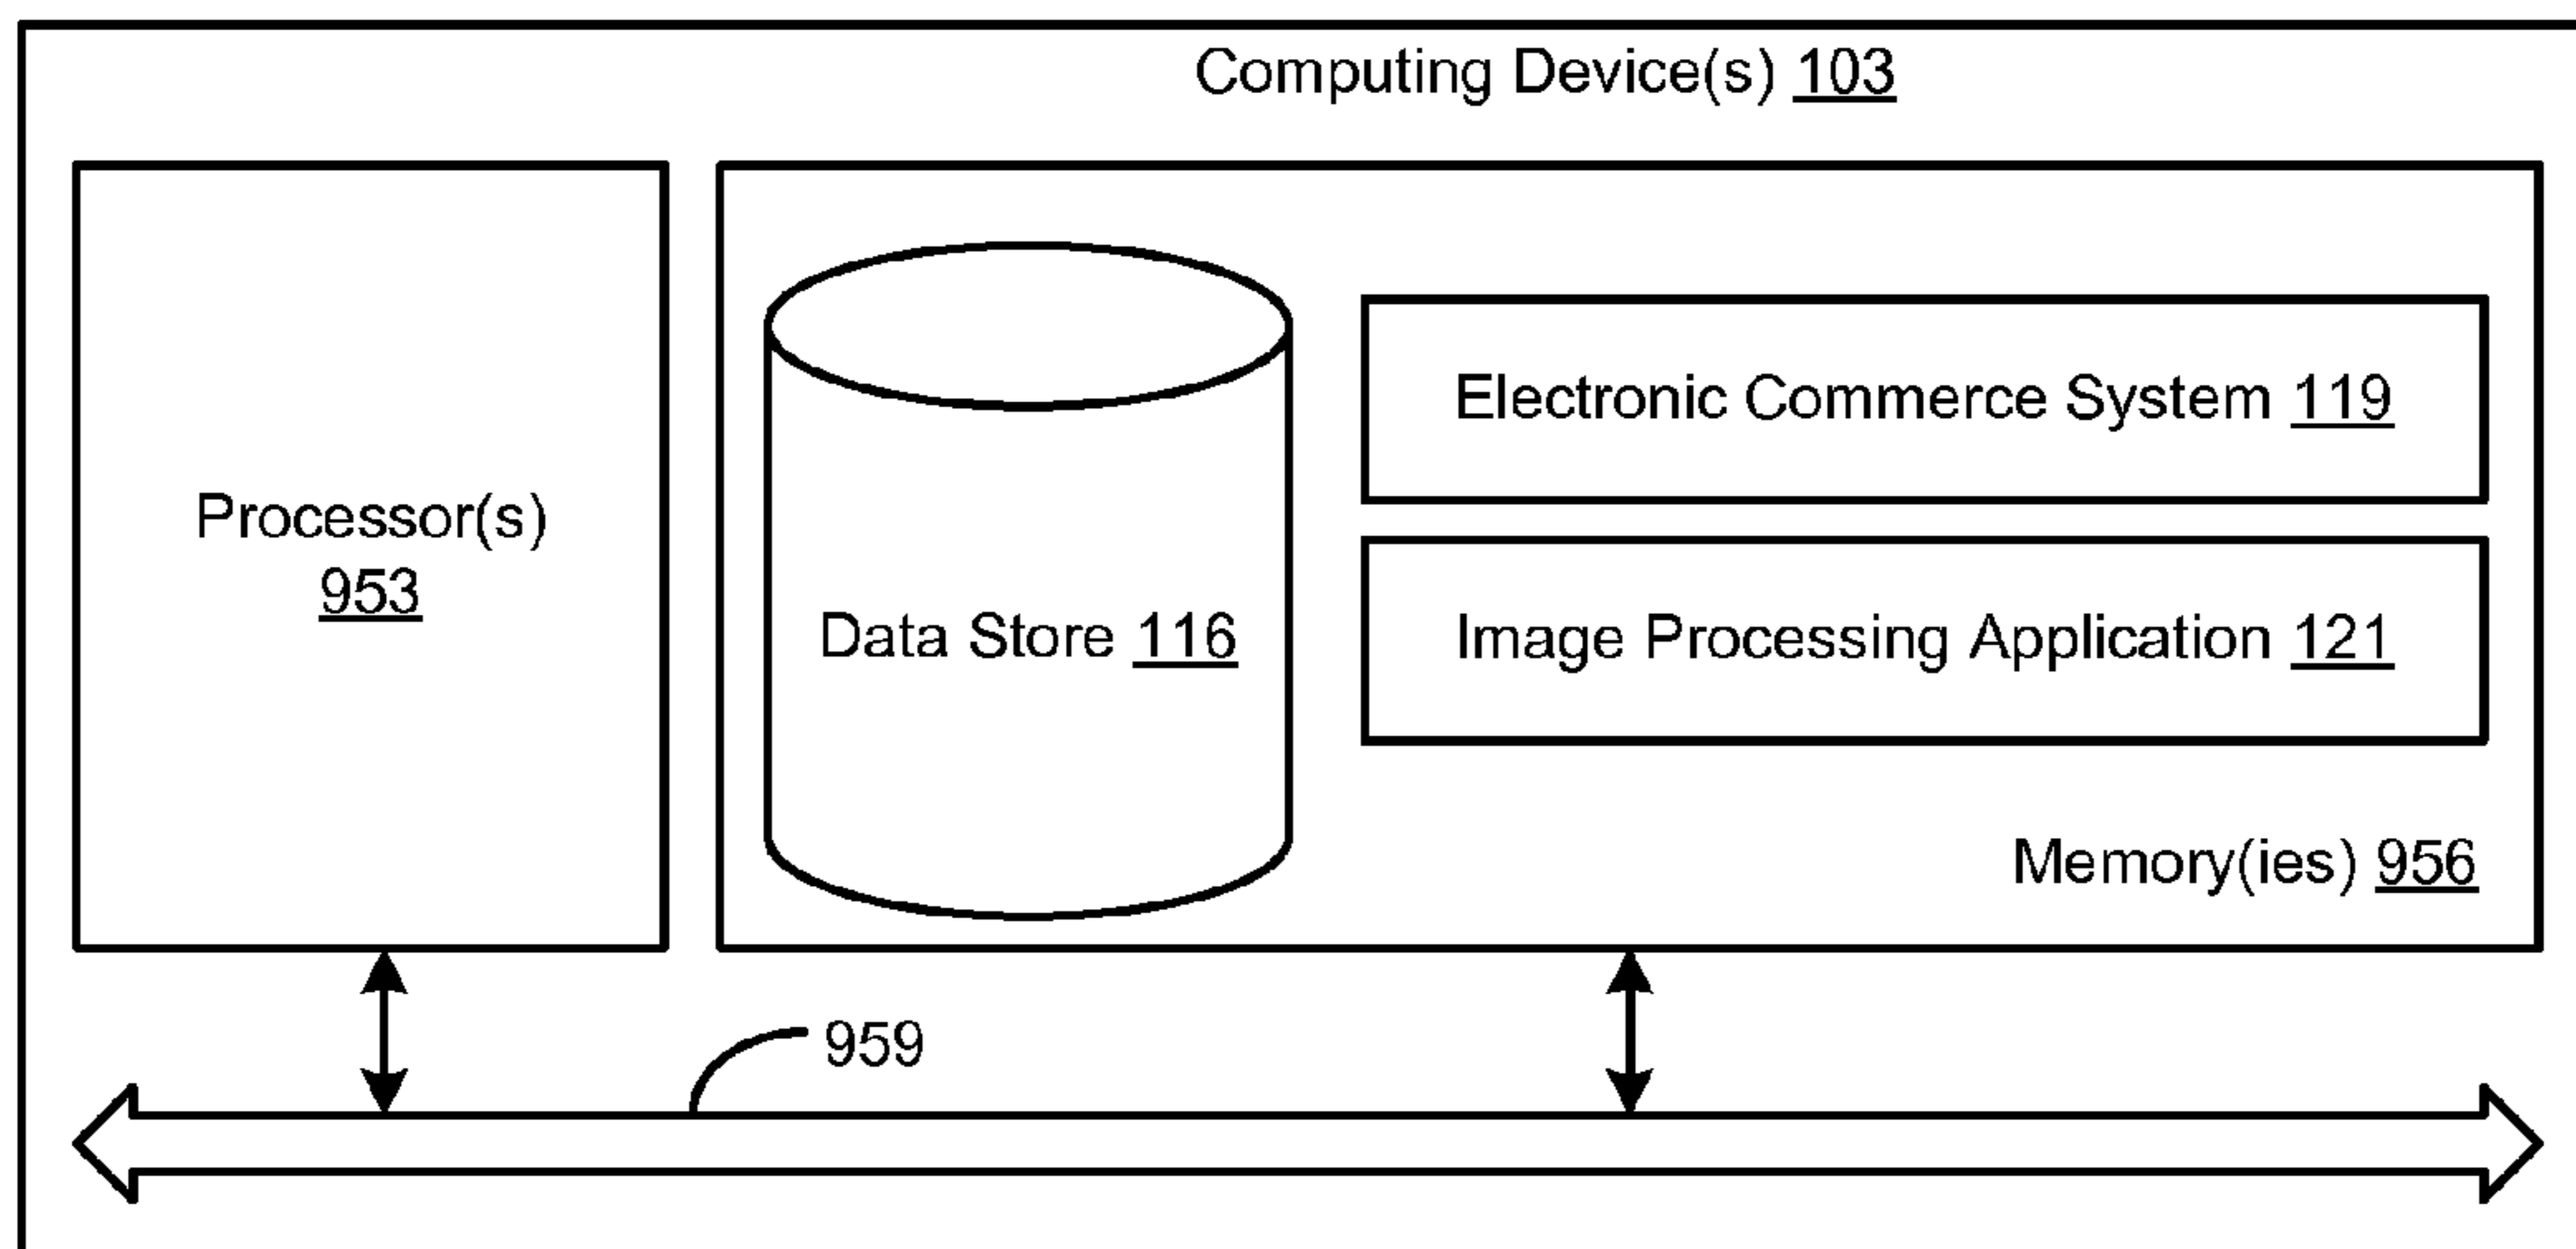 Computing Device(s) 103
Processor(s)
953
Data Store 116
Electronic Commerce System 119
Image Processing Application 121
Memory(ies) 956
959